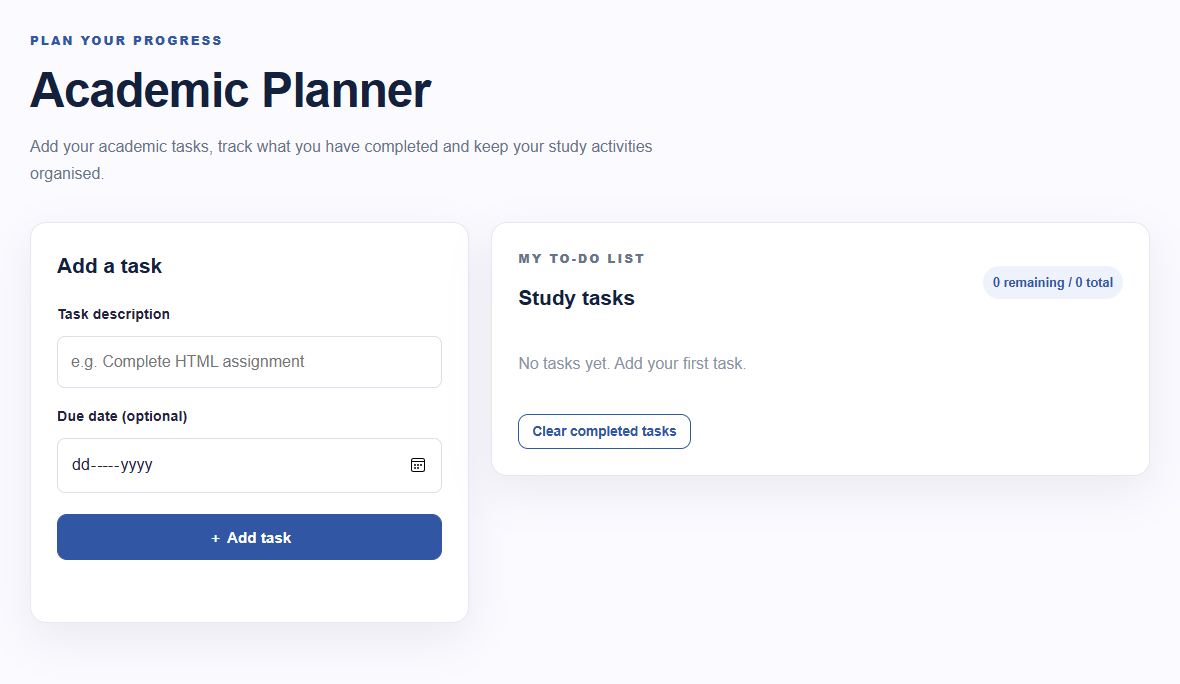 PLAN YOUR PROGRESS
Academic Planner
Add your academic tasks, track what you have completed and keep your study activities
organised.
Add a task
Task description
e.g. Complete HTML assignment
Due date (optional)
dd-----yyyy
+ Add task
MY TO-DO LIST
Study tasks
0 remaining / 0 total
No tasks yet. Add your first task.
Clear completed tasks